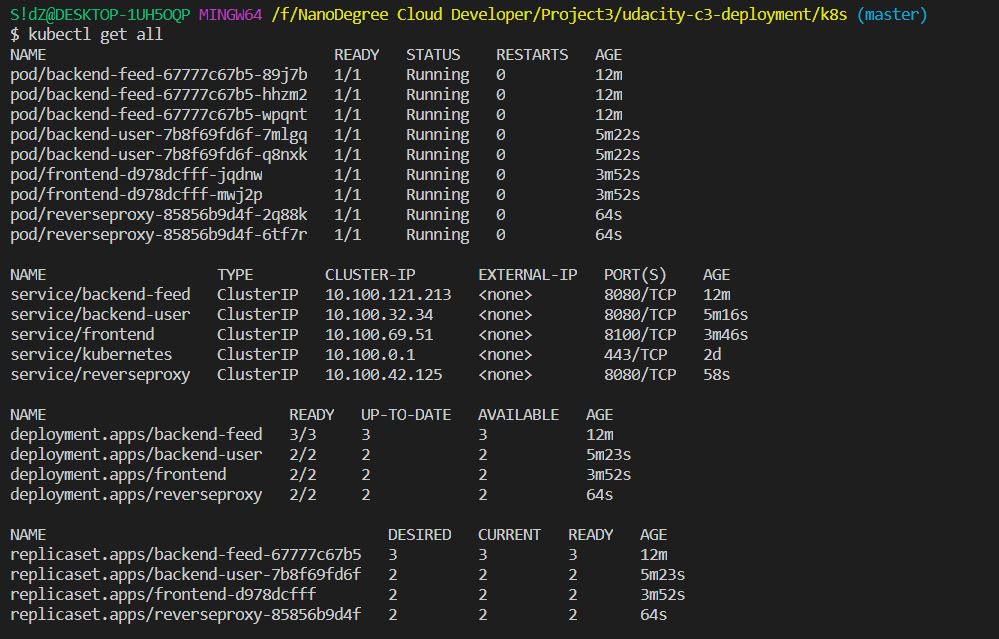 S!dZ@DESKTOP-1UH5OQP MINGW64 /f/NanoDegree Cloud Developer/Project3/udacity-c3-deployment/k8s (master)
$ kubectl get all
NAME READY STATUS RESTARTS AGE
pod/backend-feed-67777c67b5-89j7b 1/1 Running 0 12m
pod/backend-feed-67777c67b5-hhzm2 1/1 Running 0 12m
pod/backend-feed-67777c67b5-wpqnt 1/1 Running 0 12m
pod/backend-user-7b8f69fd6f-7mlgq 1/1 Running 0 5m22s
pod/backend-user-7b8f69fd6f-q8nxk 1/1 Running 0 5m22s
pod/frontend-d978dcfff-jqdnw 1/1 Running 0 3m52s
pod/frontend-d978dcfff-mwj2p 1/1 Running 0 3m52s
pod/reverseproxy-85856b9d4f-2q88k 1/1 Running 0 64s
pod/reverseproxy-85856b9d4f-6tf7r 1/1 Running 0 64s
NAME TYPE CLUSTER-IP EXTERNAL-IP PORT(S) AGE
service/backend-feed ClusterIP 10.100.121.213 <none> 8080/TCP 12m
service/backend-user ClusterIP 10.100.32.34 <none> 8080/TCP 5m16s
service/frontend ClusterIP 10.100.69.51 <none> 8100/TCP 3m46s
service/kubernetes ClusterIP 10.100.0.1 <none> 443/TCP 2d
service/reverseproxy ClusterIP 10.100.42.125 <none> 8080/TCP 58s
NAME READY UP-TO-DATE AVAILABLE AGE
deployment.apps/backend-feed 3/3 3 3 12m
deployment.apps/backend-user 2/2 2 2 5m23s
deployment.apps/frontend 2/2 2 2 3m52s
deployment.apps/reverseproxy 2/2 2 2 64s
NAME DESIRED CURRENT READY AGE
replicaset.apps/backend-feed-67777c67b5 3 3 3 12m
replicaset.apps/backend-user-7b8f69fd6f 2 2 2 5m23s
replicaset.apps/frontend-d978dcfff 2 2 2 3m52s
replicaset.apps/reverseproxy-85856b9d4f 2 2 2 64s